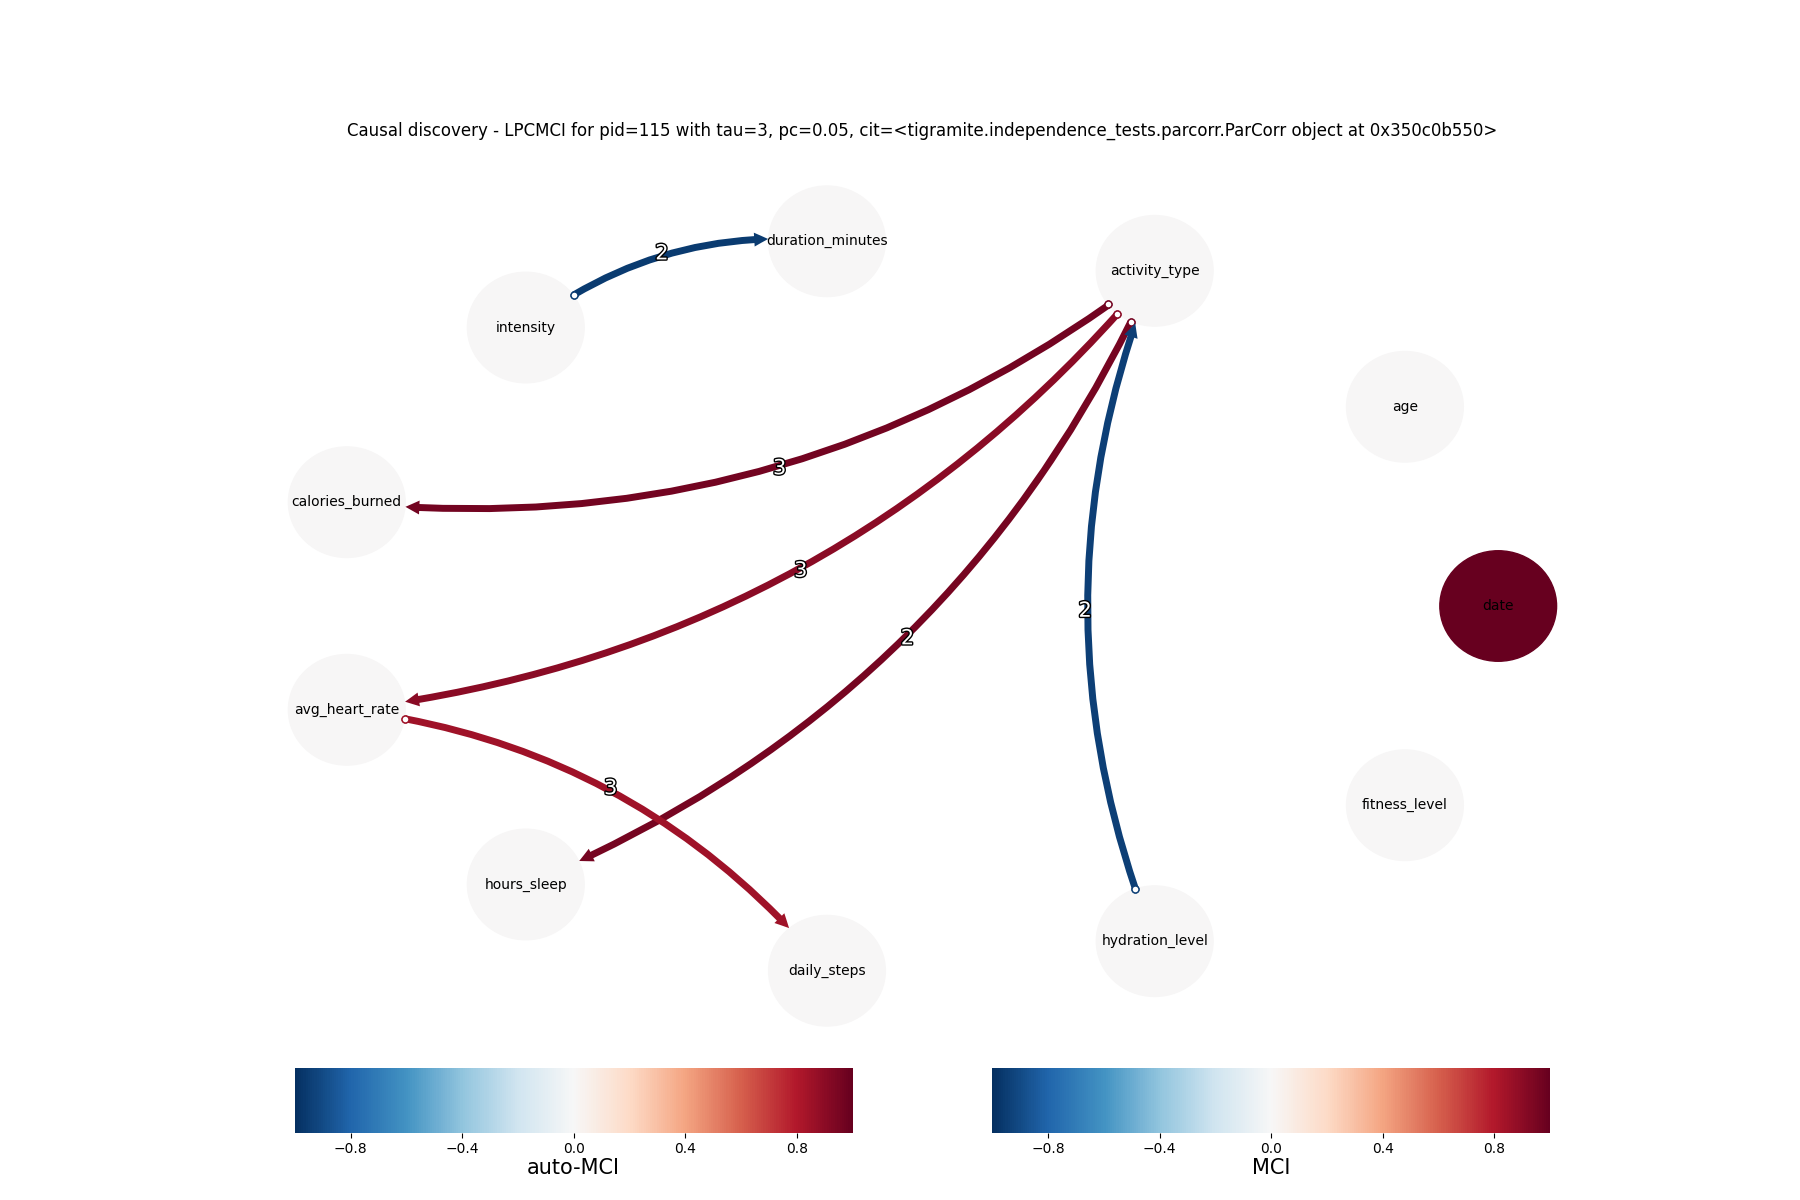 Causal discovery - LPCMCI for pid=115 with tau=3, pc=0.05, cit=<tigramite.independence_tests.parcorr.ParCorr object at 0x350c0b550>
duration_minutes
2
activity_type
intensity
age
3
calories_burned
3
date
2
2
avg_heart_rate
3
fitness_level
hours_sleep
hydration_level
daily_steps
−0.8 −0.4 0.0 0.4 0.8
auto-MCI
−0.8 −0.4 0.0 0.4 0.8
MCI